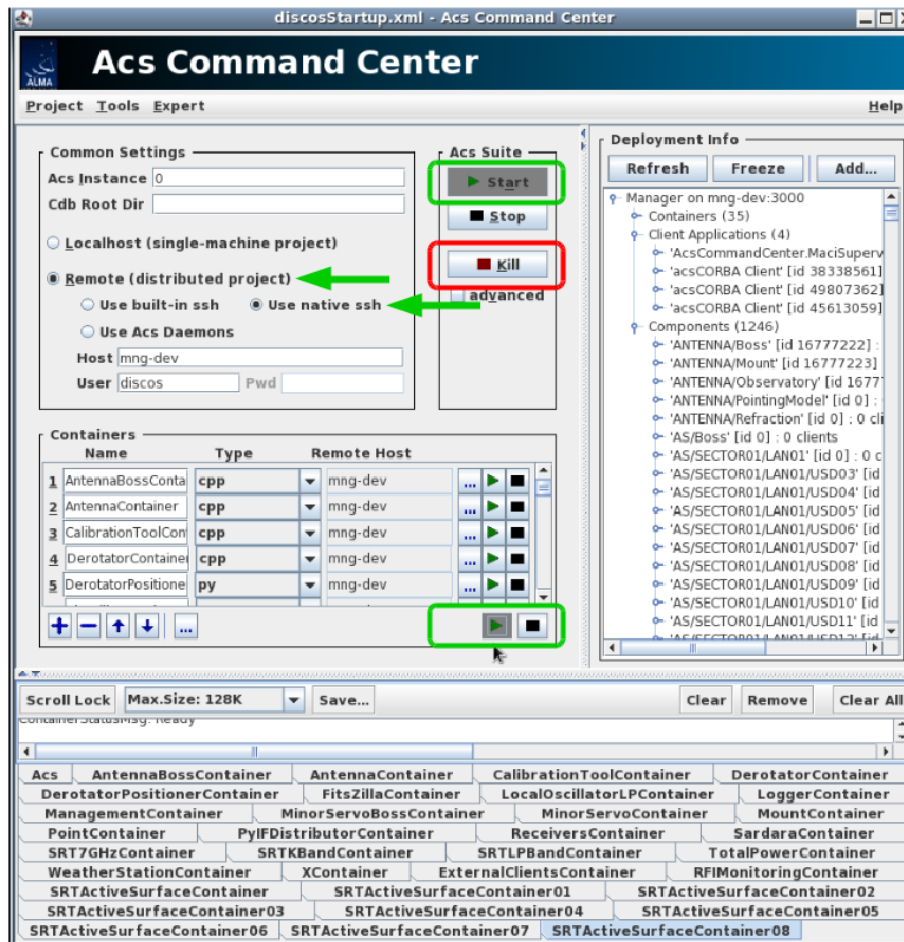 discosStartup.xml - Acs Command Center
ALMA
Acs Command Center
Project Tools Expert Help
Common Settings
Acs Instance 0
Cdb Root Dir
Localhost (single-machine project)
Remote (distributed project)
Use built-in ssh Use native ssh
Use Acs Daemons
Host mng-dev
User discos Pwd
Acs Suite
Start
Stop
Kill
advanced
Deployment Info
Refresh Freeze Add...
Manager on mng-dev:3000
Containers (35)
Client Applications (4)
'AcsCommandCenter.MaciSuperv
'acsCORBA Client' [id 38338561]
'acsCORBA Client' [id 49807362]
'acsCORBA Client' [id 45613059]
Components (1246)
'ANTENNA/Boss' [id 16777222] :
'ANTENNA/Mount' [id 16777223]
'ANTENNA/Observatory' [id 1677
'ANTENNA/PointingModel' [id 0] :
'ANTENNA/Refraction' [id 0] : 0 cli
'AS/Boss' [id 0] : 0 clients
'AS/SECTOR01/LAN01' [id 0] : 0 c
'AS/SECTOR01/LAN01/USD03' [id
'AS/SECTOR01/LAN01/USD04' [id
'AS/SECTOR01/LAN01/USD05' [id
'AS/SECTOR01/LAN01/USD06' [id
'AS/SECTOR01/LAN01/USD07' [id
'AS/SECTOR01/LAN01/USD08' [id
'AS/SECTOR01/LAN01/USD09' [id
'AS/SECTOR01/LAN01/USD10' [id
'AS/SECTOR01/LAN01/USD11' [id
'AS/SECTOR01/LAN01/USD12' [id
Containers
Name Type Remote Host
1 AntennaBossConta cpp mng-dev ...
2 AntennaContainer cpp mng-dev ...
3 CalibrationToolCon cpp mng-dev ...
4 DerotatorContaine cpp mng-dev ...
5 DerotatorPositione py mng-dev ...
...
Scroll Lock Max.Size: 128K Save... Clear Remove Clear All
ContainerStatusMsg: Ready
Acs AntennaBossContainer AntennaContainer CalibrationToolContainer DerotatorContainer
DerotatorPositionerContainer FitsZillaContainer LocalOscillatorLPContainer LoggerContainer
ManagementContainer MinorServoBossContainer MinorServoContainer MountContainer
PointContainer PyIFDistributorContainer ReceiversContainer SardaraContainer
SRT7GHzContainer SRTKBandContainer SRTLPBandContainer TotalPowerContainer
WeatherStationContainer XContainer ExternalClientsContainer RFIMonitoringContainer
SRTActiveSurfaceContainer SRTActiveSurfaceContainer01 SRTActiveSurfaceContainer02
SRTActiveSurfaceContainer03 SRTActiveSurfaceContainer04 SRTActiveSurfaceContainer05
SRTActiveSurfaceContainer06 SRTActiveSurfaceContainer07 SRTActiveSurfaceContainer08